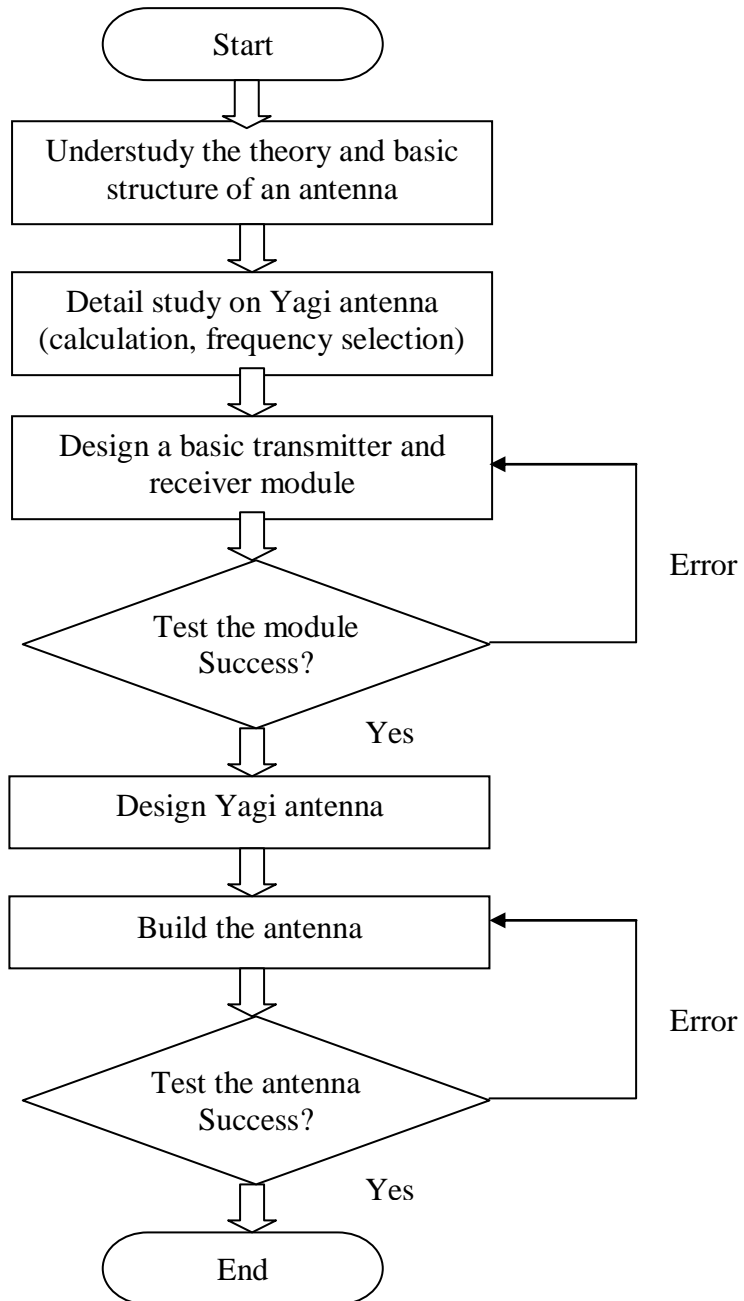 Start
Understudy the theory and basic
structure of an antenna
Detail study on Yagi antenna
(calculation, frequency selection)
Design a basic transmitter and
receiver module
Error
Test the module
Success?
Yes
Design Yagi antenna
Build the antenna
Error
Test the antenna
Success?
Yes
End